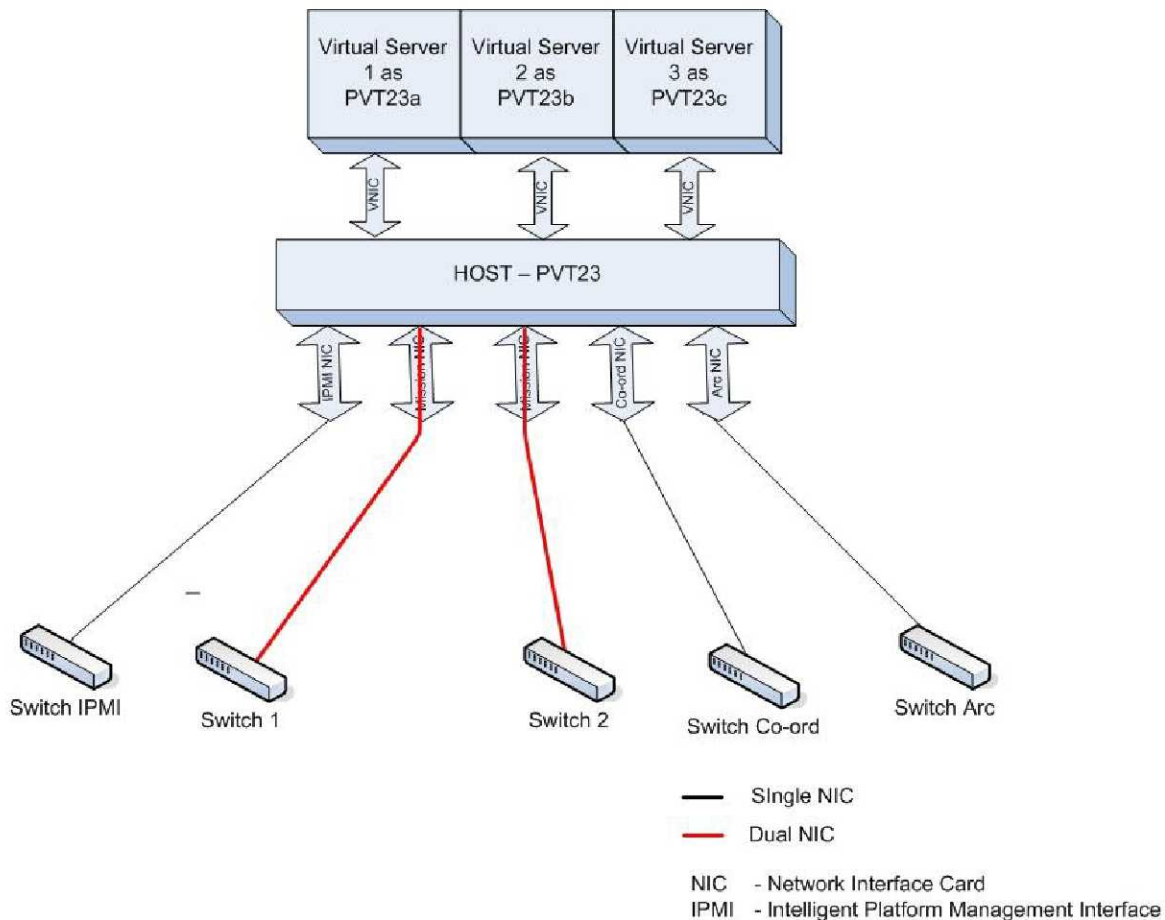 Virtual Server
1 as
PVT23a
Virtual Server
2 as
PVT23b
Virtual Server
3 as
PVT23c
VNIC
VNIC
VNIC
HOST – PVT23
IPMI NIC
Mission NIC
Mission NIC
Co-ord NIC
Arc NIC
Switch IPMI
Switch 1
Switch 2
Switch Co-ord
Switch Arc
SIngle NIC
Dual NIC
NIC - Network Interface Card
IPMI - Intelligent Platform Management Interface